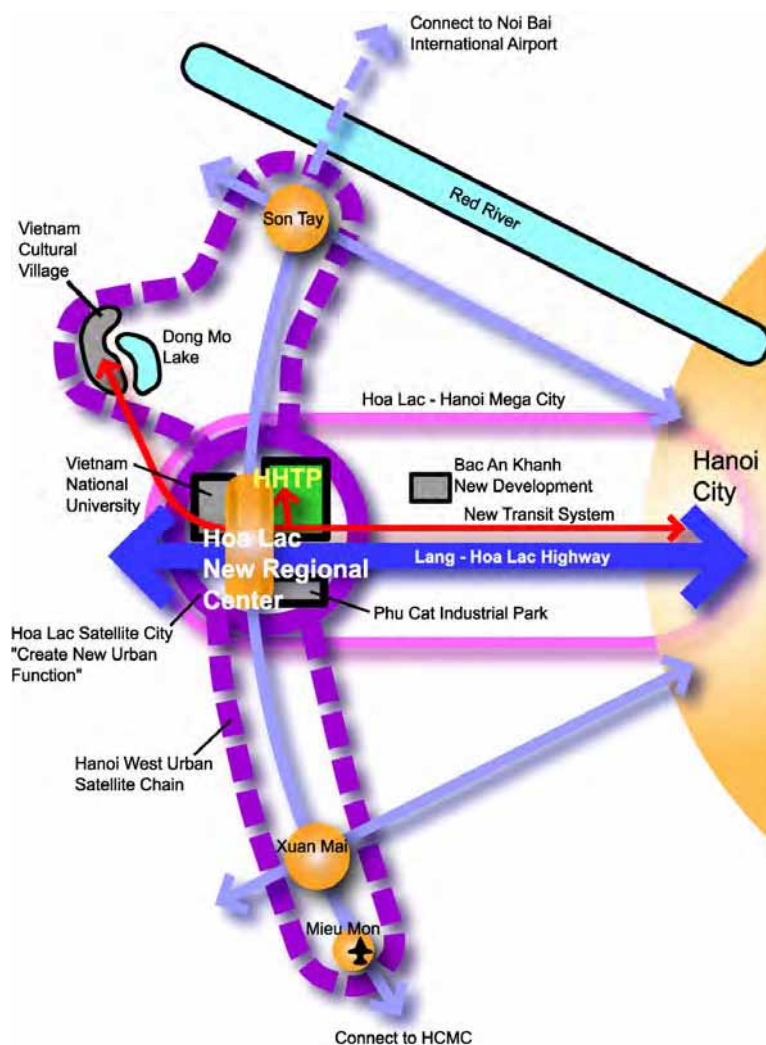 Connect to Noi Bai
International Airport
Red River
Son Tay
Vietnam
Cultural
Village
Dong Mo
Lake
Hoa Lac - Hanoi Mega City
Vietnam
National
University
HHTP
Bac An Khanh
New Development
Hanoi
City
New Transit System
Hoa Lac
New Regional
Center
Lang - Hoa Lac Highway
Phu Cat Industrial Park
Hoa Lac Satellite City
"Create New Urban
Function"
Hanoi West Urban
Satellite Chain
Xuan Mai
Mieu Mon
Connect to HCMC